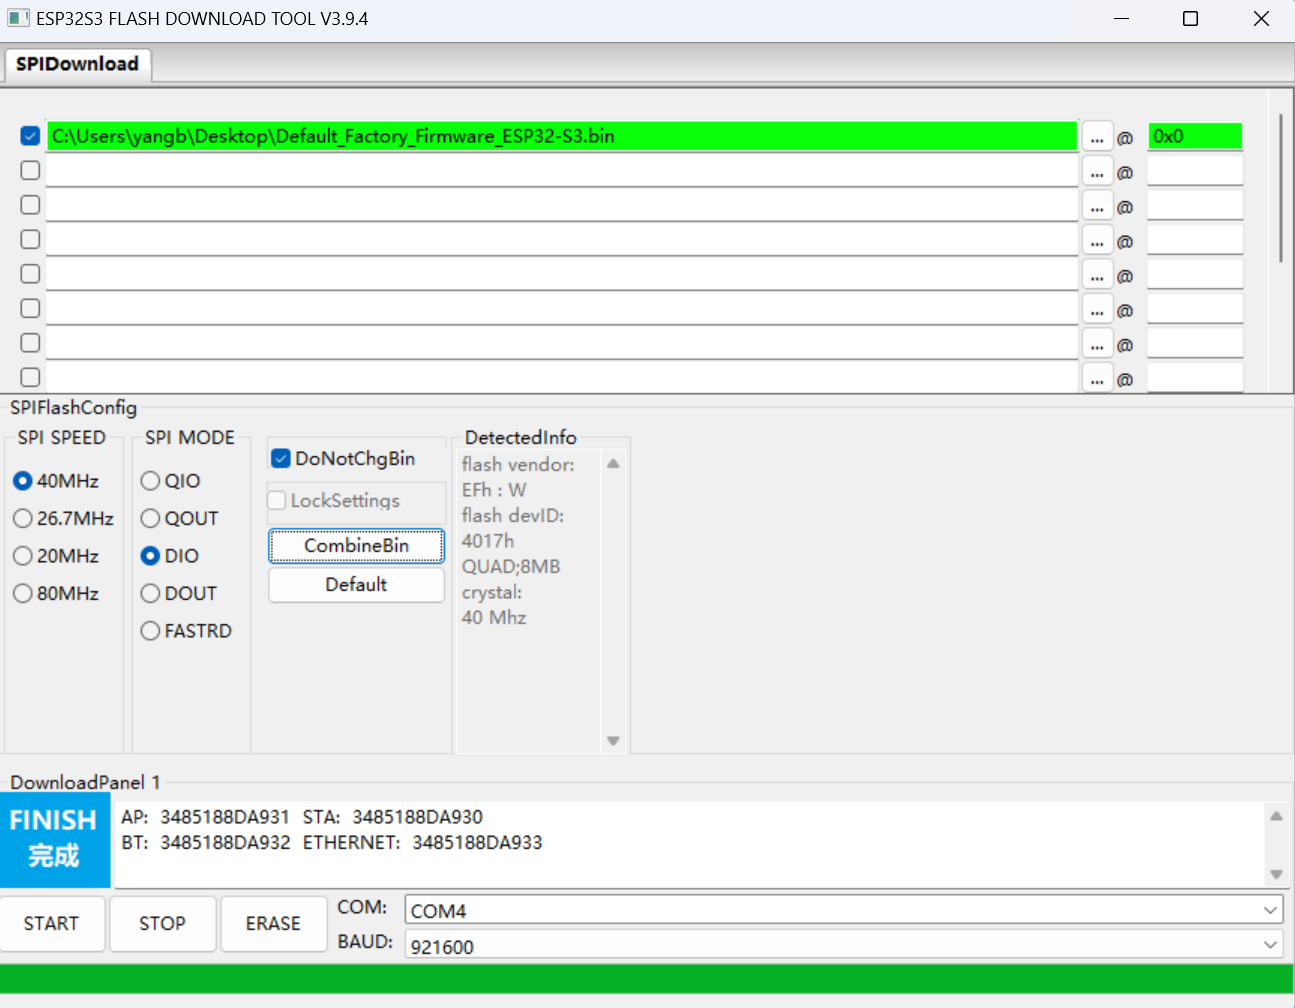 ESP32S3 FLASH DOWNLOAD TOOL V3.9.4
SPIDownload
C:\Users\yangb\Desktop\Default_Factory_Firmware_ESP32-S3.bin ... @ 0x0
... @
... @
... @
... @
... @
... @
... @
SPIFlashConfig
SPI SPEED
40MHz
26.7MHz
20MHz
80MHz
SPI MODE
QIO
QOUT
DIO
DOUT
FASTRD
DoNotChgBin
LockSettings
CombineBin
Default
DetectedInfo
flash vendor:
EFh : W
flash devID:
4017h
QUAD;8MB
crystal:
40 Mhz
DownloadPanel 1
FINISH
完成
AP: 3485188DA931 STA: 3485188DA930
BT: 3485188DA932 ETHERNET: 3485188DA933
START
STOP
ERASE
COM: COM4
BAUD: 921600